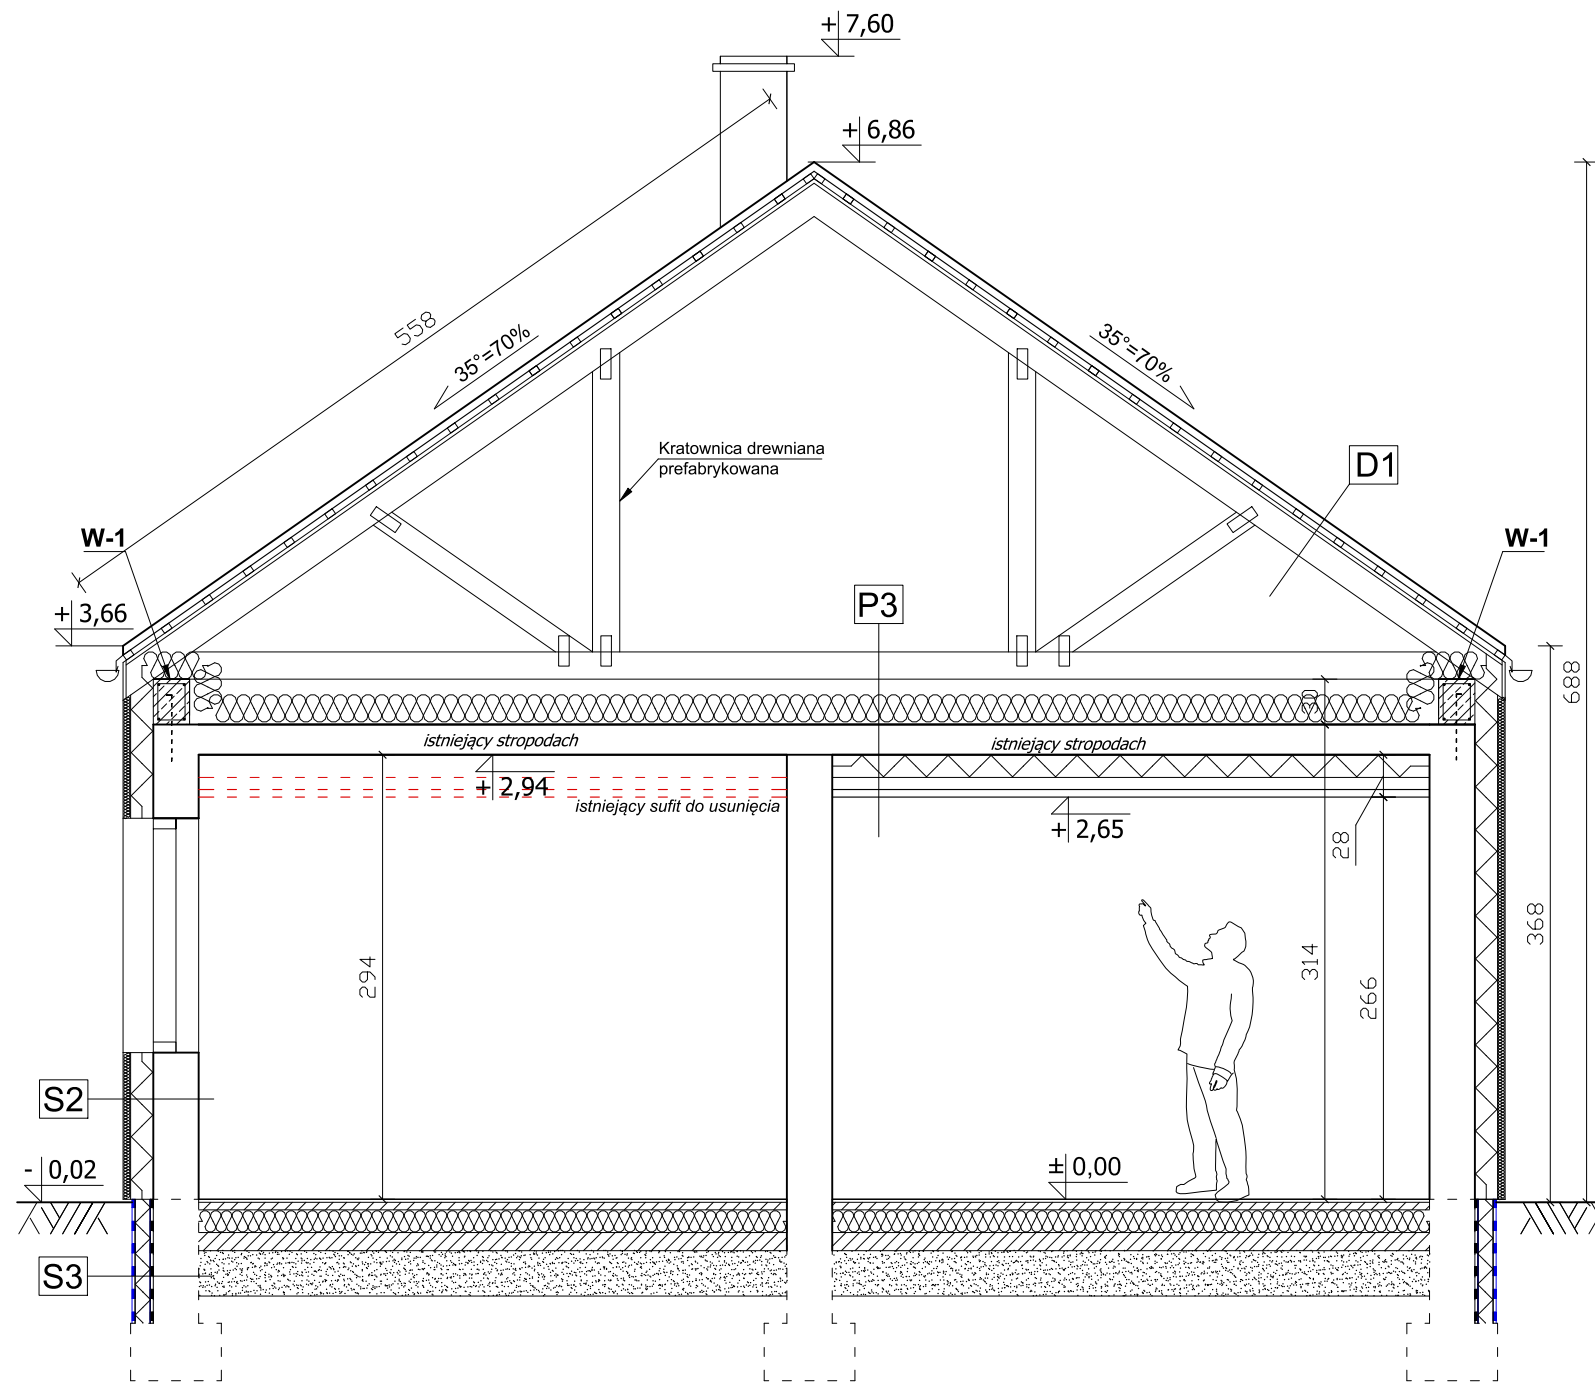 + 7,60
+ 6,86
558
35°=70%
35°=70%
Kratownica drewniana
prefabrykowana
D1
W-1
W-1
P3
+ 3,66
688
30
istniejący stropodach
istniejący stropodach
+ 2,94
istniejący sufit do usunięcia
+ 2,65
28
368
294
314
266
S2
- 0,02
± 0,00
S3